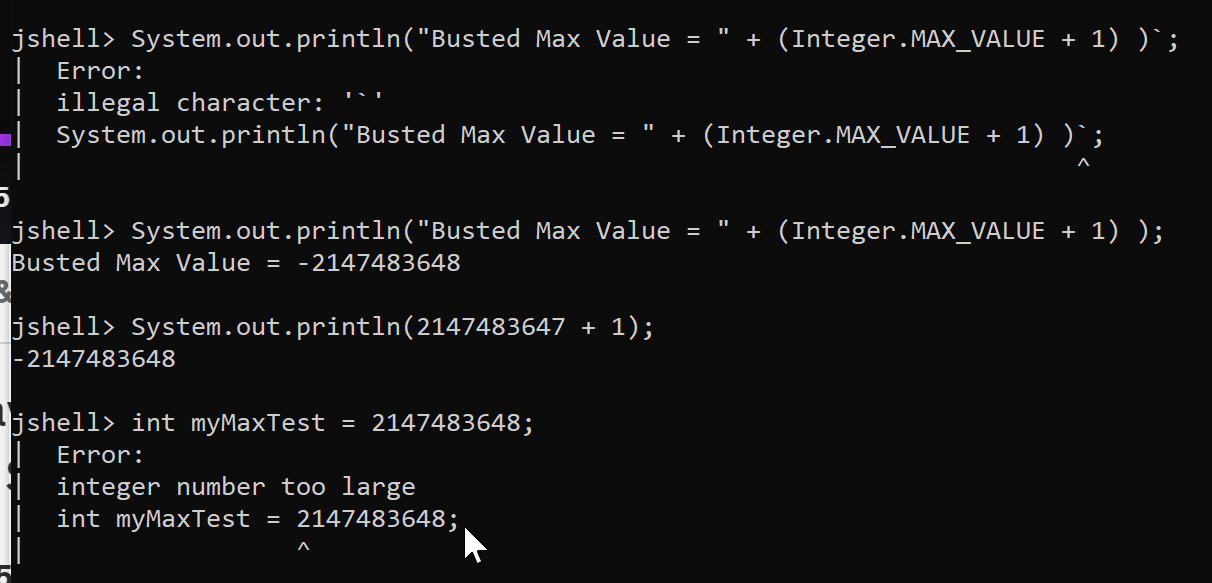 jshell> System.out.println("Busted Max Value = " + (Integer.MAX_VALUE + 1) )`;
|  Error:
|  illegal character: '`'
|  System.out.println("Busted Max Value = " + (Integer.MAX_VALUE + 1) )`;
|                                                                      ^
jshell> System.out.println("Busted Max Value = " + (Integer.MAX_VALUE + 1) );
Busted Max Value = -2147483648
jshell> System.out.println(2147483647 + 1);
-2147483648
jshell> int myMaxTest = 2147483648;
|  Error:
|  integer number too large
|  int myMaxTest = 2147483648;
|                  ^